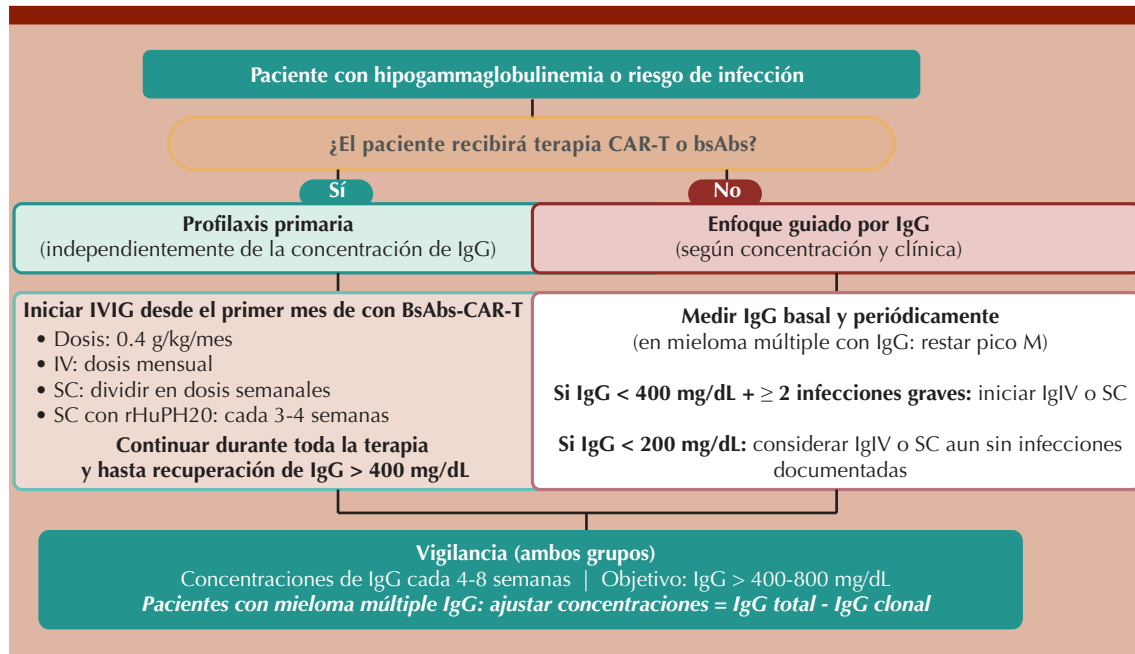 Paciente con hipogammaglobulinemia o riesgo de infección
¿El paciente recibirá terapia CAR-T o bsAbs?
Sí
No
Profilaxis primaria
(independientemente de la concentración de IgG)
Enfoque guiado por IgG
(según concentración y clínica)
Iniciar IVIG desde el primer mes de con BsAbs-CAR-T
• Dosis: 0.4 g/kg/mes
• IV: dosis mensual
• SC: dividir en dosis semanales
• SC con rHuPH20: cada 3-4 semanas
Continuar durante toda la terapia
y hasta recuperación de IgG > 400 mg/dL
Medir IgG basal y periódicamente
(en mieloma múltiple con IgG: restar pico M)
Si IgG < 400 mg/dL + ≥ 2 infecciones graves: iniciar IgIV o SC
Si IgG < 200 mg/dL: considerar IgIV o SC aun sin infecciones
documentadas
Vigilancia (ambos grupos)
Concentraciones de IgG cada 4-8 semanas | Objetivo: IgG > 400-800 mg/dL
Pacientes con mieloma múltiple IgG: ajustar concentraciones = IgG total - IgG clonal